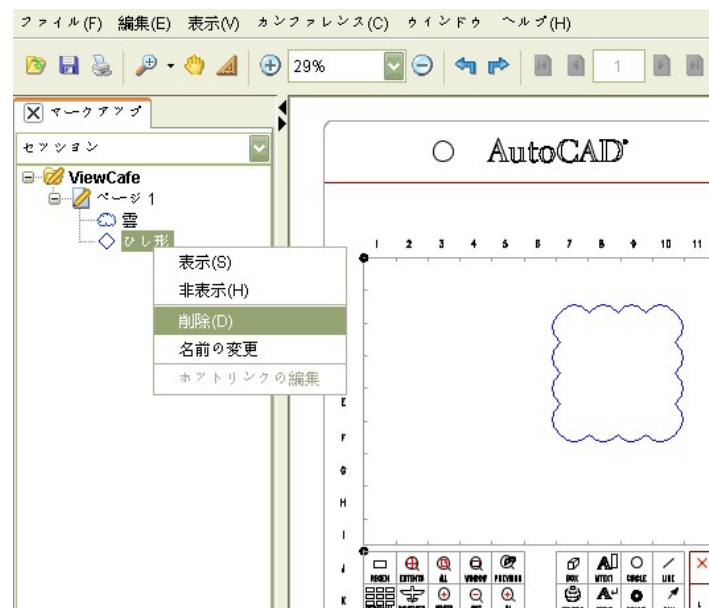 ファイル(F) 編集(E) 表示(V) カンファレンス(C) ウインドウ ヘルプ(H)
29%
1
マークアップ
セッション
ViewCafe
ページ 1
雲
ひし形
表示(S)
非表示(H)
削除(D)
名前の変更
ホットリンクの編集
AutoCAD
1 2 3 4 5 6 7 8 9 10 11
E
F
G
H
I
J
K
REGEN EXTENTS ALL WINDOW PREVIOUS BOX MTEXT CIRCLE LINE